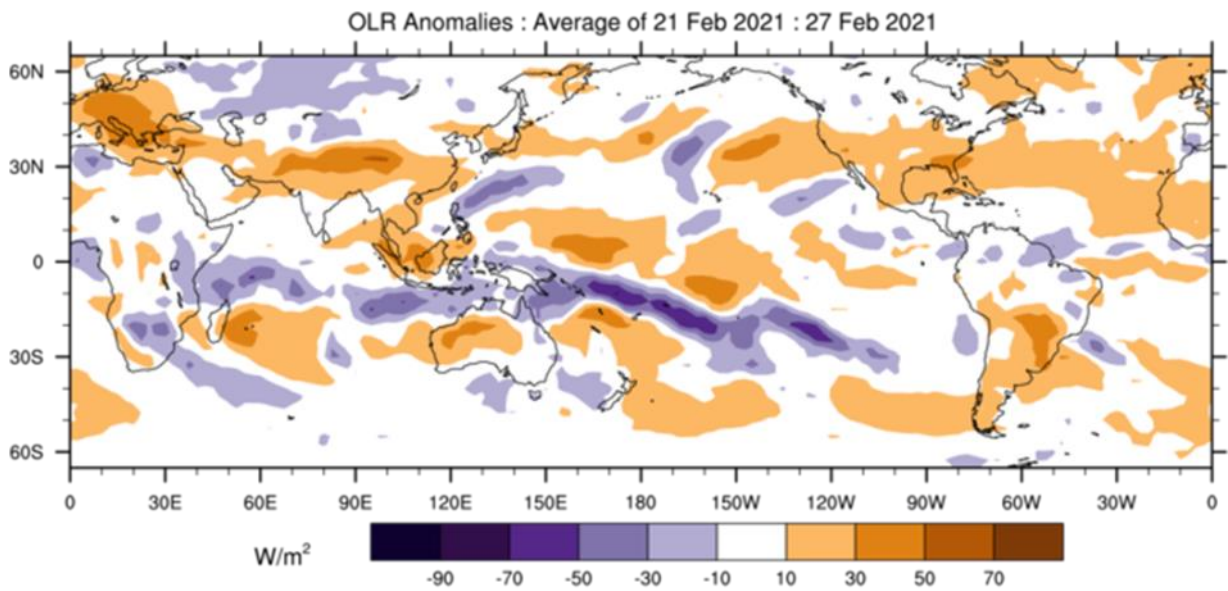 OLR Anomalies : Average of 21 Feb 2021 : 27 Feb 2021
60N
30N
0
30S
60S
0 30E 60E 90E 120E 150E 180 150W 120W 90W 60W 30W 0
W/m²
-90 -70 -50 -30 -10 10 30 50 70